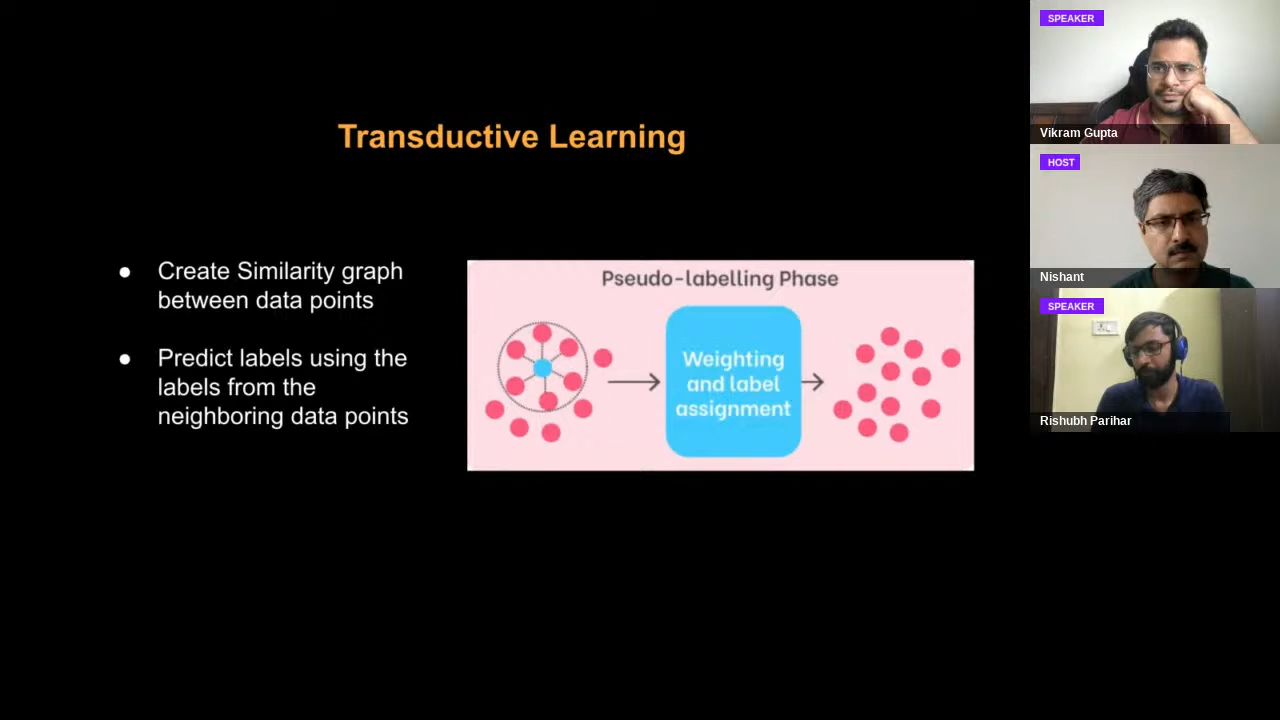 Transductive Learning
● Create Similarity graph
between data points
● Predict labels using the
labels from the
neighboring data points
Pseudo-labelling Phase
Weighting
and label
assignment
SPEAKER
Vikram Gupta
HOST
Nishant
SPEAKER
Rishubh Parihar